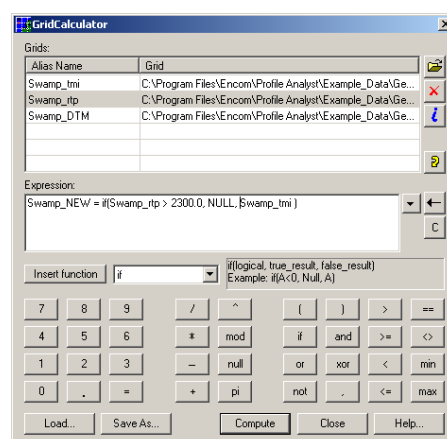 GridCalculator
Grids:
Alias Name Grid
Swamp_tmi C:\Program Files\Encom\Profile Analyst\Example_Data\Ge...
Swamp_rtp C:\Program Files\Encom\Profile Analyst\Example_Data\Ge...
Swamp_DTM C:\Program Files\Encom\Profile Analyst\Example_Data\Ge...
Expression:
Swamp_NEW = if(Swamp_rtp > 2300.0, NULL, Swamp_tmi )
C
Insert function if if(logical, true_result, false_result)
Example: if(A<0, Null, A)
7 8 9 / ^ ( ) > ==
4 5 6 * mod if and >= <>
1 2 3 - null or xor < min
0 . = + pi not , <= max
Load... Save As... Compute Close Help...